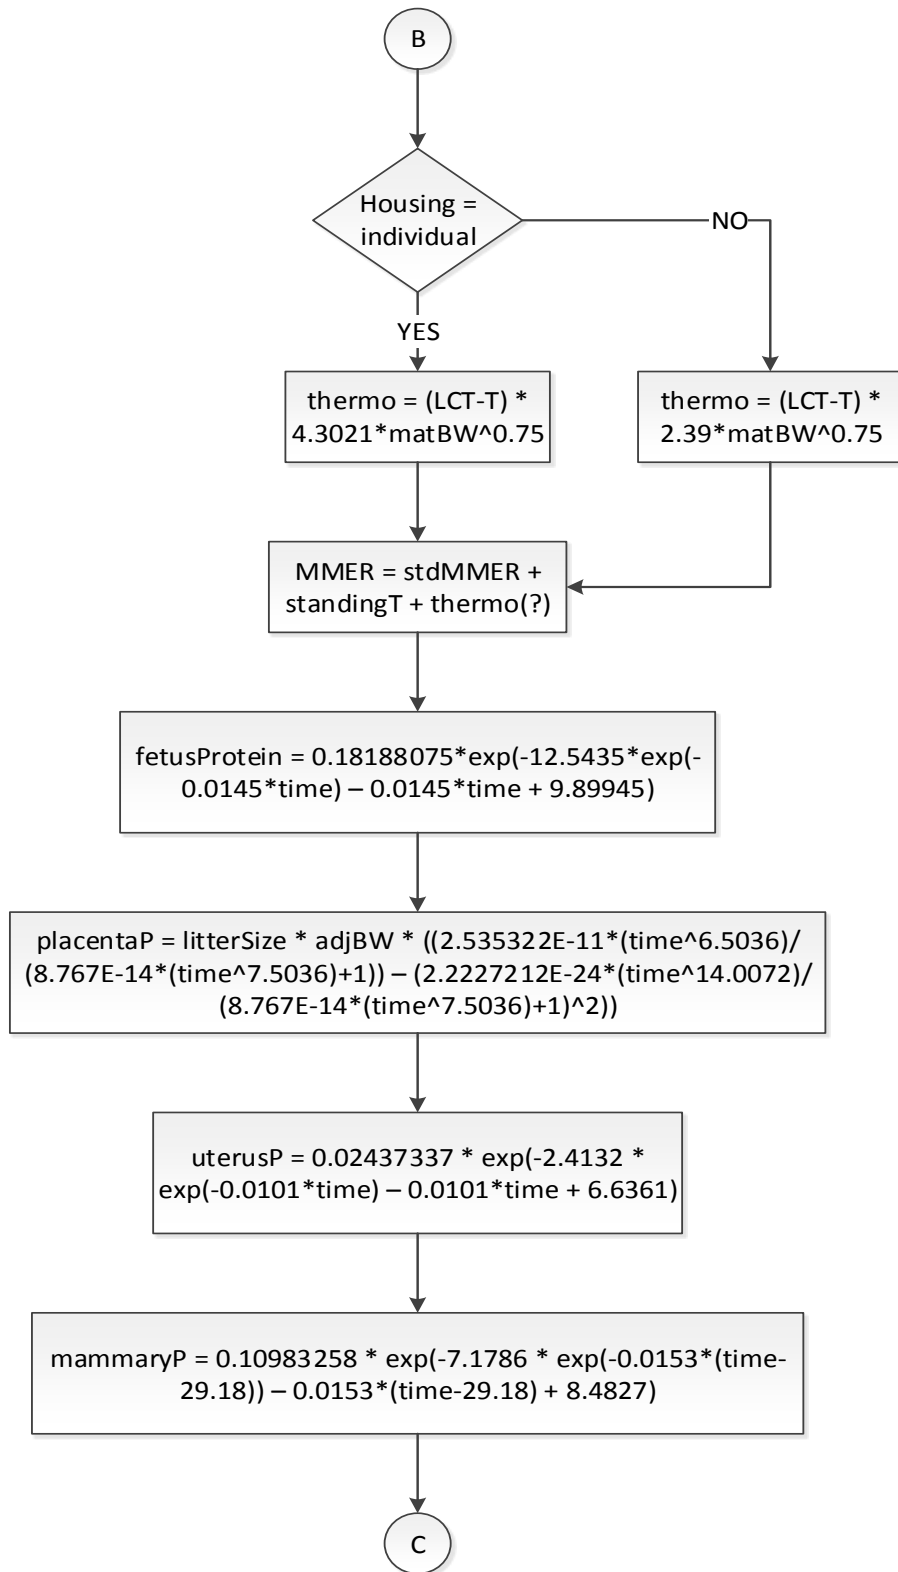 B
Housing =
individual
NO
YES
thermo = (LCT-T) *
4.3021*matBW^0.75
thermo = (LCT-T) *
2.39*matBW^0.75
MMER = stdMMER +
standingT + thermo(?)
fetusProtein = 0.18188075*exp(-12.5435*exp(-
0.0145*time) – 0.0145*time + 9.89945)
placentaP = litterSize * adjBW * ((2.535322E-11*(time^6.5036)/
(8.767E-14*(time^7.5036)+1)) – (2.2227212E-24*(time^14.0072)/
(8.767E-14*(time^7.5036)+1)^2))
uterusP = 0.02437337 * exp(-2.4132 *
exp(-0.0101*time) – 0.0101*time + 6.6361)
mammaryP = 0.10983258 * exp(-7.1786 * exp(-0.0153*(time-
29.18)) – 0.0153*(time-29.18) + 8.4827)
C